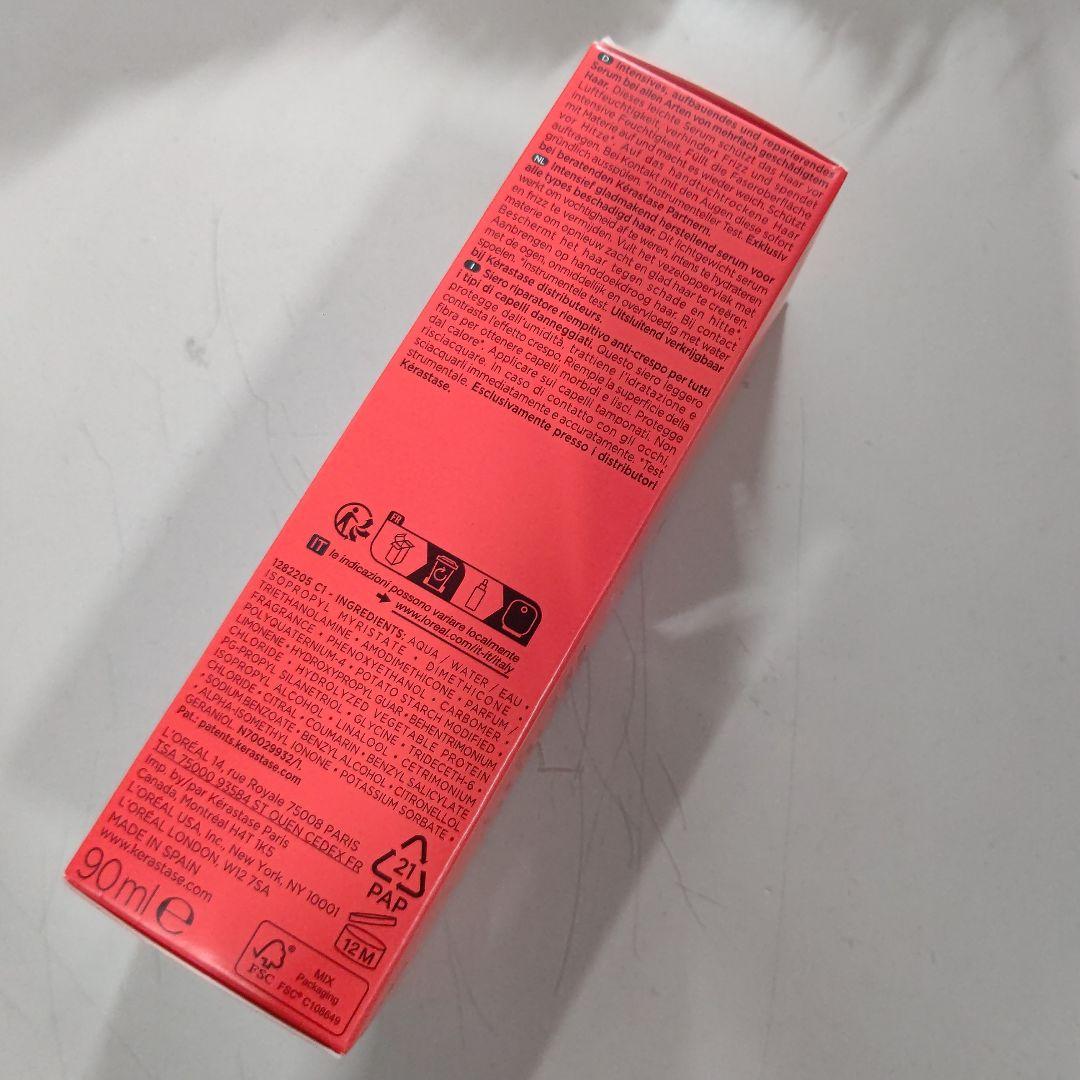 D Intensives, aufbauendes und reparierendes
Serum bei allen Arten von mehrfach geschädigtem
Haar. Dieses leichte Serum schützt das Haar vor
Luftfeuchtigkeit, verhindert Frizz und spendet
intensive Feuchtigkeit. Füllt die Faseroberfläche
mit Materie auf und macht es wieder weich. Schützt
vor Hitze*. Auf das handtuchtrockene Haar
auftragen. Bei Kontakt mit den Augen diese sofort
gründlich ausspülen. *Instrumenteller Test. Exklusiv
bei beratenden Kérastase Partnern.
NL Intensief gladmakend herstellend serum voor
alle types beschadigd haar. Dit lichtgewicht serum
werkt om vochtigheid af te weren, intens te hydrateren
en frizz te vermijden. Vult het vezeloppervlak met
materie om opnieuw zacht en glad haar te creëren.
Beschermt het haar tegen schade en hitte*.
Aanbrengen op handdoekdroog haar. Bij contact
met de ogen, onmiddellijk en overvloedig met water
spoelen. *Instrumentele test. Uitsluitend verkrijgbaar
bij Kérastase distributeurs.
I Siero riparatore riempitivo anti-crespo per tutti
i tipi di capelli danneggiati. Questo siero leggero
protegge dall'umidità, trattiene l'idratazione e
contrasta l'effetto crespo. Riempie la superficie della
fibra per ottenere capelli morbidi e lisci. Protegge
dal calore*. Applicare sui capelli tamponati. Non
risciacquare. In caso di contatto con gli occhi,
sciacquarli immediatamente e accuratamente. *Test
strumentale. Esclusivamente presso i distributori
Kérastase.
FR
IT le indicazioni possono variare localmente
www.loreal.com/it-it/italy
1282205 C1 - INGREDIENTS: AQUA / WATER / EAU •
ISOPROPYL MYRISTATE • DIMETHICONE •
TRIETHANOLAMINE • AMODIMETHICONE • PARFUM /
FRAGRANCE • PHENOXYETHANOL • CARBOMER •
POLYQUATERNIUM-4 • POTATO STARCH MODIFIED •
LIMONENE • HYDROXYPROPYL GUAR • BEHENTRIMONIUM
CHLORIDE • HYDROLYZED VEGETABLE PROTEIN
PG-PROPYL SILANETRIOL • GLYCINE • TRIDECETH-6 •
ISOPROPYL ALCOHOL • LINALOOL • CETRIMONIUM
CHLORIDE • CITRAL • COUMARIN • BENZYL SALICYLATE
• SODIUM BENZOATE • BENZYL ALCOHOL • CITRONELLOL
• ALPHA-ISOMETHYL IONONE • POTASSIUM SORBATE •
GERANIOL N70029932/1.
Pat.: patents.kerastase.com
L'ORÉAL 14, rue Royale 75008 PARIS
ISA 75000 93584 ST OUEN CEDEX FR
Imp. by/par Kérastase Paris
Canada, Montréal H4T 1K5
L'ORÉAL USA, Inc., New York, NY 10001
L'ORÉAL LONDON, W12 7SA
MADE IN SPAIN
www.kerastase.com
90 ml e
21
PAP
12 M
FSC
MIX
Packaging
FSC® C108649